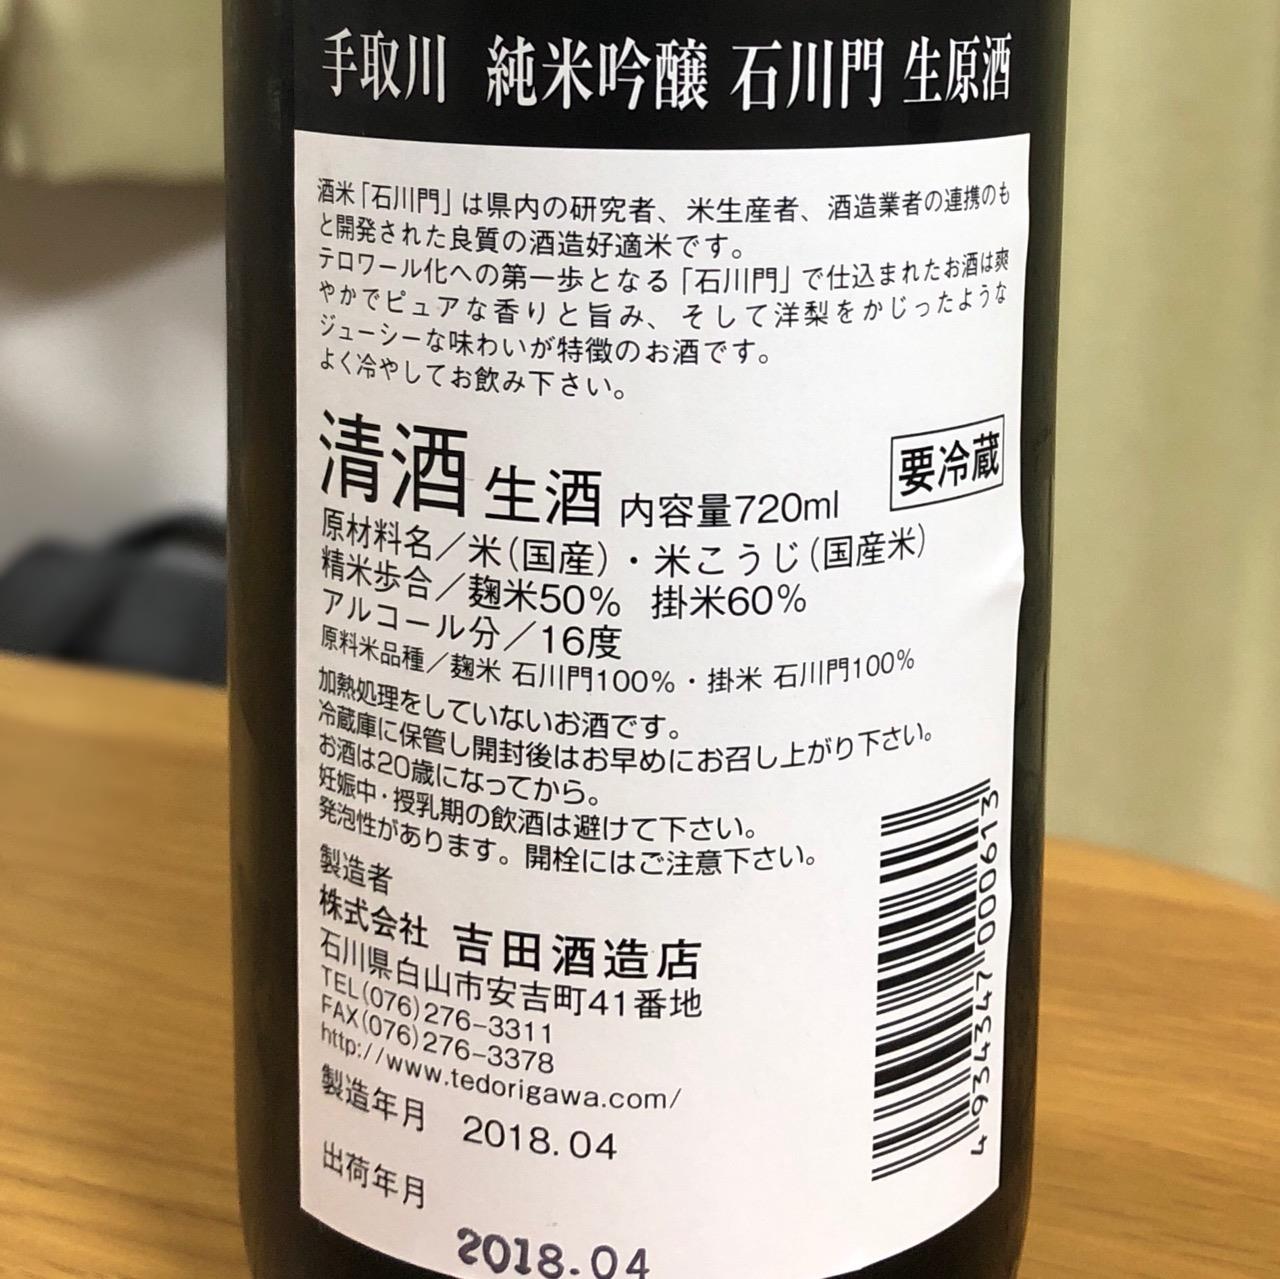 手取川 純米吟醸 石川門 生原酒
酒米「石川門」は県内の研究者、米生産者、酒造業者の連携のも
と開発された良質の酒造好適米です。
テロワール化への第一歩となる「石川門」で仕込まれたお酒は爽
やかでピュアな香りと旨み、そして洋梨をかじったような
ジューシーな味わいが特徴のお酒です。
よく冷やしてお飲み下さい。
清酒 生酒 内容量720ml 要冷蔵
原材料名／米(国産)・米こうじ(国産米)
精米歩合／麹米50% 掛米60%
アルコール分／16度
原料米品種／麹米 石川門100%・掛米 石川門100%
加熱処理をしていないお酒です。
冷蔵庫に保管し開封後はお早めにお召し上がり下さい。
お酒は20歳になってから。
妊娠中・授乳期の飲酒は避けて下さい。
発泡性があります。開栓にはご注意下さい。
製造者
株式会社 吉田酒造店
石川県白山市安吉町41番地
TEL(076)276-3311
FAX(076)276-3378
http://www.tedorigawa.com/
製造年月 2018.04
出荷年月
2018.04
4934347000613